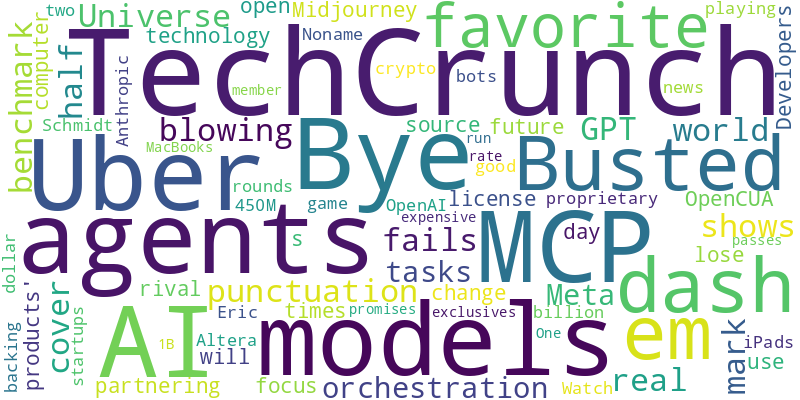 two
Universe
open
Midjourney
favorite
playing
technology
Noname
computer
half
TechCrunch
Developers
benchmark
Anthropic
crypto
bots
member
news
Schmidt
blowing
Bye
source
future
GPT
world
MacBooks
run
rate
good
Busted
Uber
rounds
450M
game
OpenAI
license
proprietary
OpenCUA
expensive
agents
s
fails
MCP
day
shows
passes
lose
dollar
tasks
rival
punctuation
change
Meta
dash
products'
cover
startups
AI
Eric
times
promises
exclusives
billion
em
mark
iPads
1B
Altera
will
models
One
use
backing
partnering
focus
orchestration
Watch
real